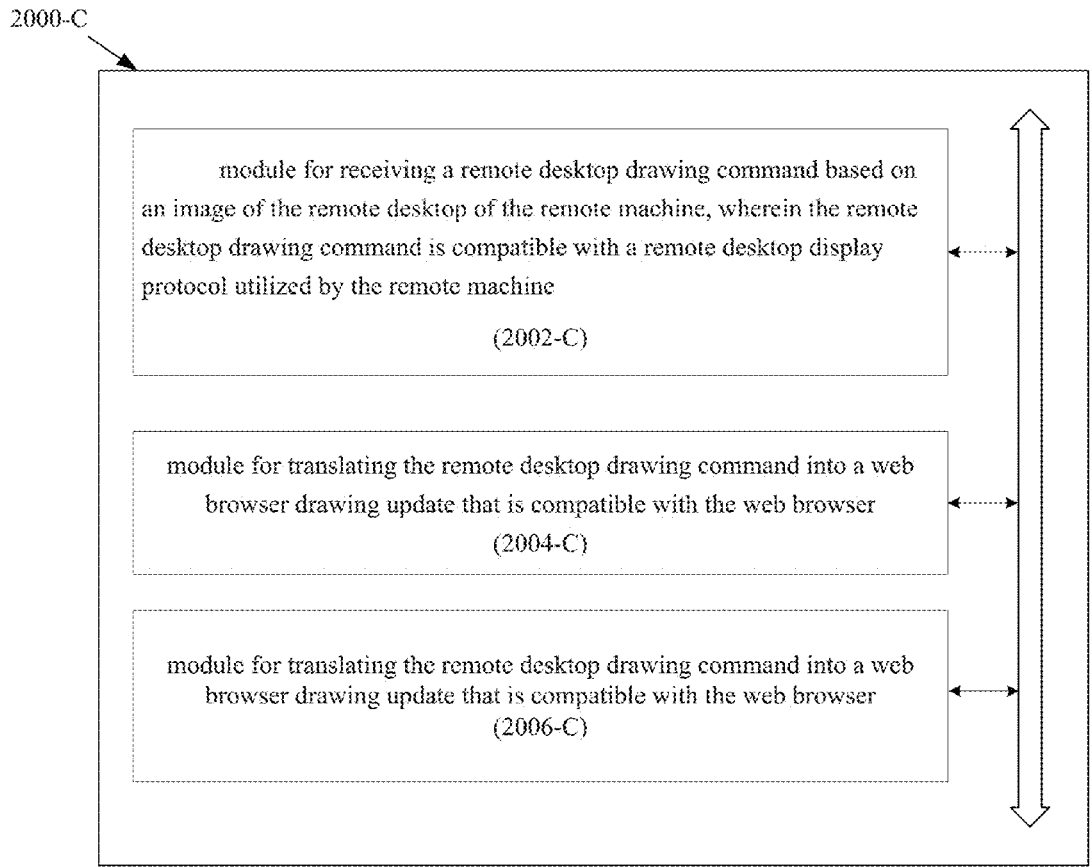 2000-C
module for receiving a remote desktop drawing command based on
an image of the remote desktop of the remote machine, wherein the remote
desktop drawing command is compatible with a remote desktop display
protocol utilized by the remote machine
(2002-C)
module for translating the remote desktop drawing command into a web
browser drawing update that is compatible with the web browser
(2004-C)
module for translating the remote desktop drawing command into a web
browser drawing update that is compatible with the web browser
(2006-C)